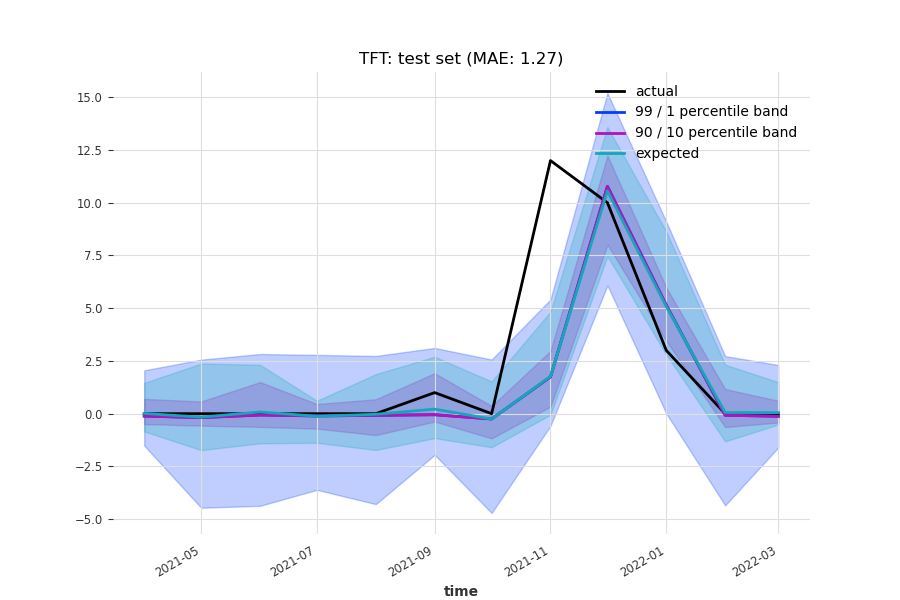 TFT: test set (MAE: 1.27)
actual
99 / 1 percentile band
90 / 10 percentile band
expected
15.0
12.5
10.0
7.5
5.0
2.5
0.0
−2.5
−5.0
2021-05
2021-07
2021-09
2021-11
2022-01
2022-03
time